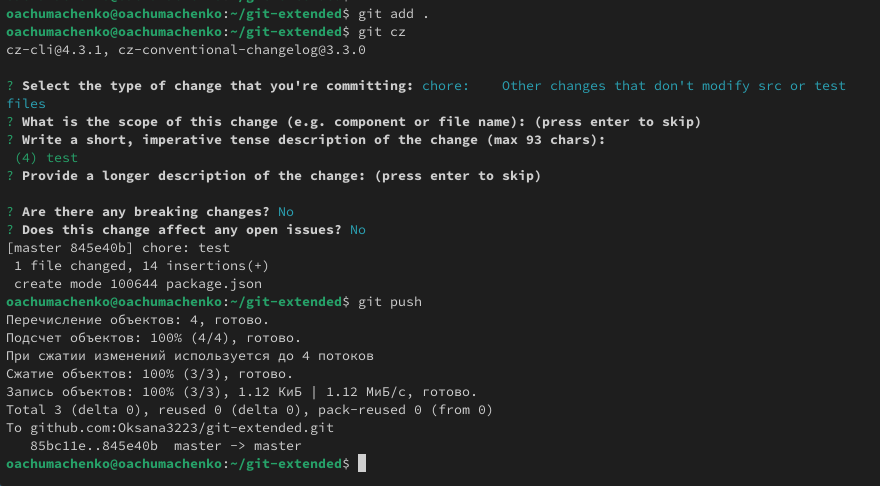 oachumachenko@oachumachenko:~/git-extended$ git add .
oachumachenko@oachumachenko:~/git-extended$ git cz
cz-cli@4.3.1, cz-conventional-changelog@3.3.0
? Select the type of change that you're committing: chore:    Other changes that don't modify src or test
files
? What is the scope of this change (e.g. component or file name): (press enter to skip)
? Write a short, imperative tense description of the change (max 93 chars):
 (4) test
? Provide a longer description of the change: (press enter to skip)
? Are there any breaking changes? No
? Does this change affect any open issues? No
[master 845e40b] chore: test
 1 file changed, 14 insertions(+)
 create mode 100644 package.json
oachumachenko@oachumachenko:~/git-extended$ git push
Перечисление объектов: 4, готово.
Подсчет объектов: 100% (4/4), готово.
При сжатии изменений используется до 4 потоков
Сжатие объектов: 100% (3/3), готово.
Запись объектов: 100% (3/3), 1.12 КиБ | 1.12 МиБ/с, готово.
Total 3 (delta 0), reused 0 (delta 0), pack-reused 0 (from 0)
To github.com:Oksana3223/git-extended.git
   85bc11e..845e40b  master -> master
oachumachenko@oachumachenko:~/git-extended$